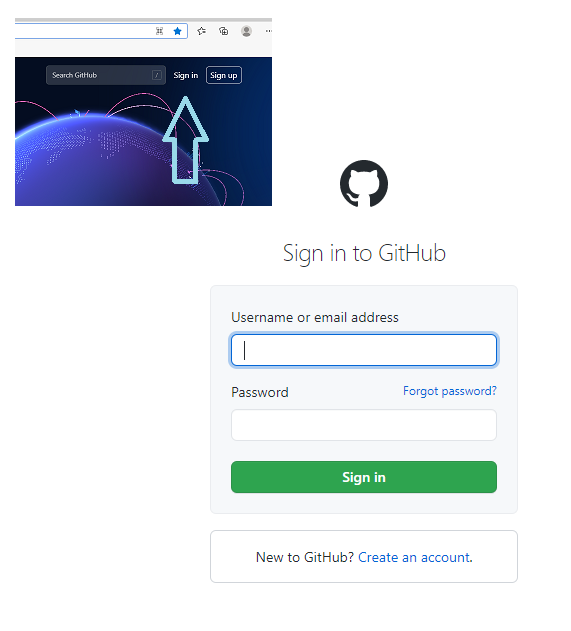 Search GitHub / Sign in Sign up
Sign in to GitHub
Username or email address
Password Forgot password?
Sign in
New to GitHub? Create an account.